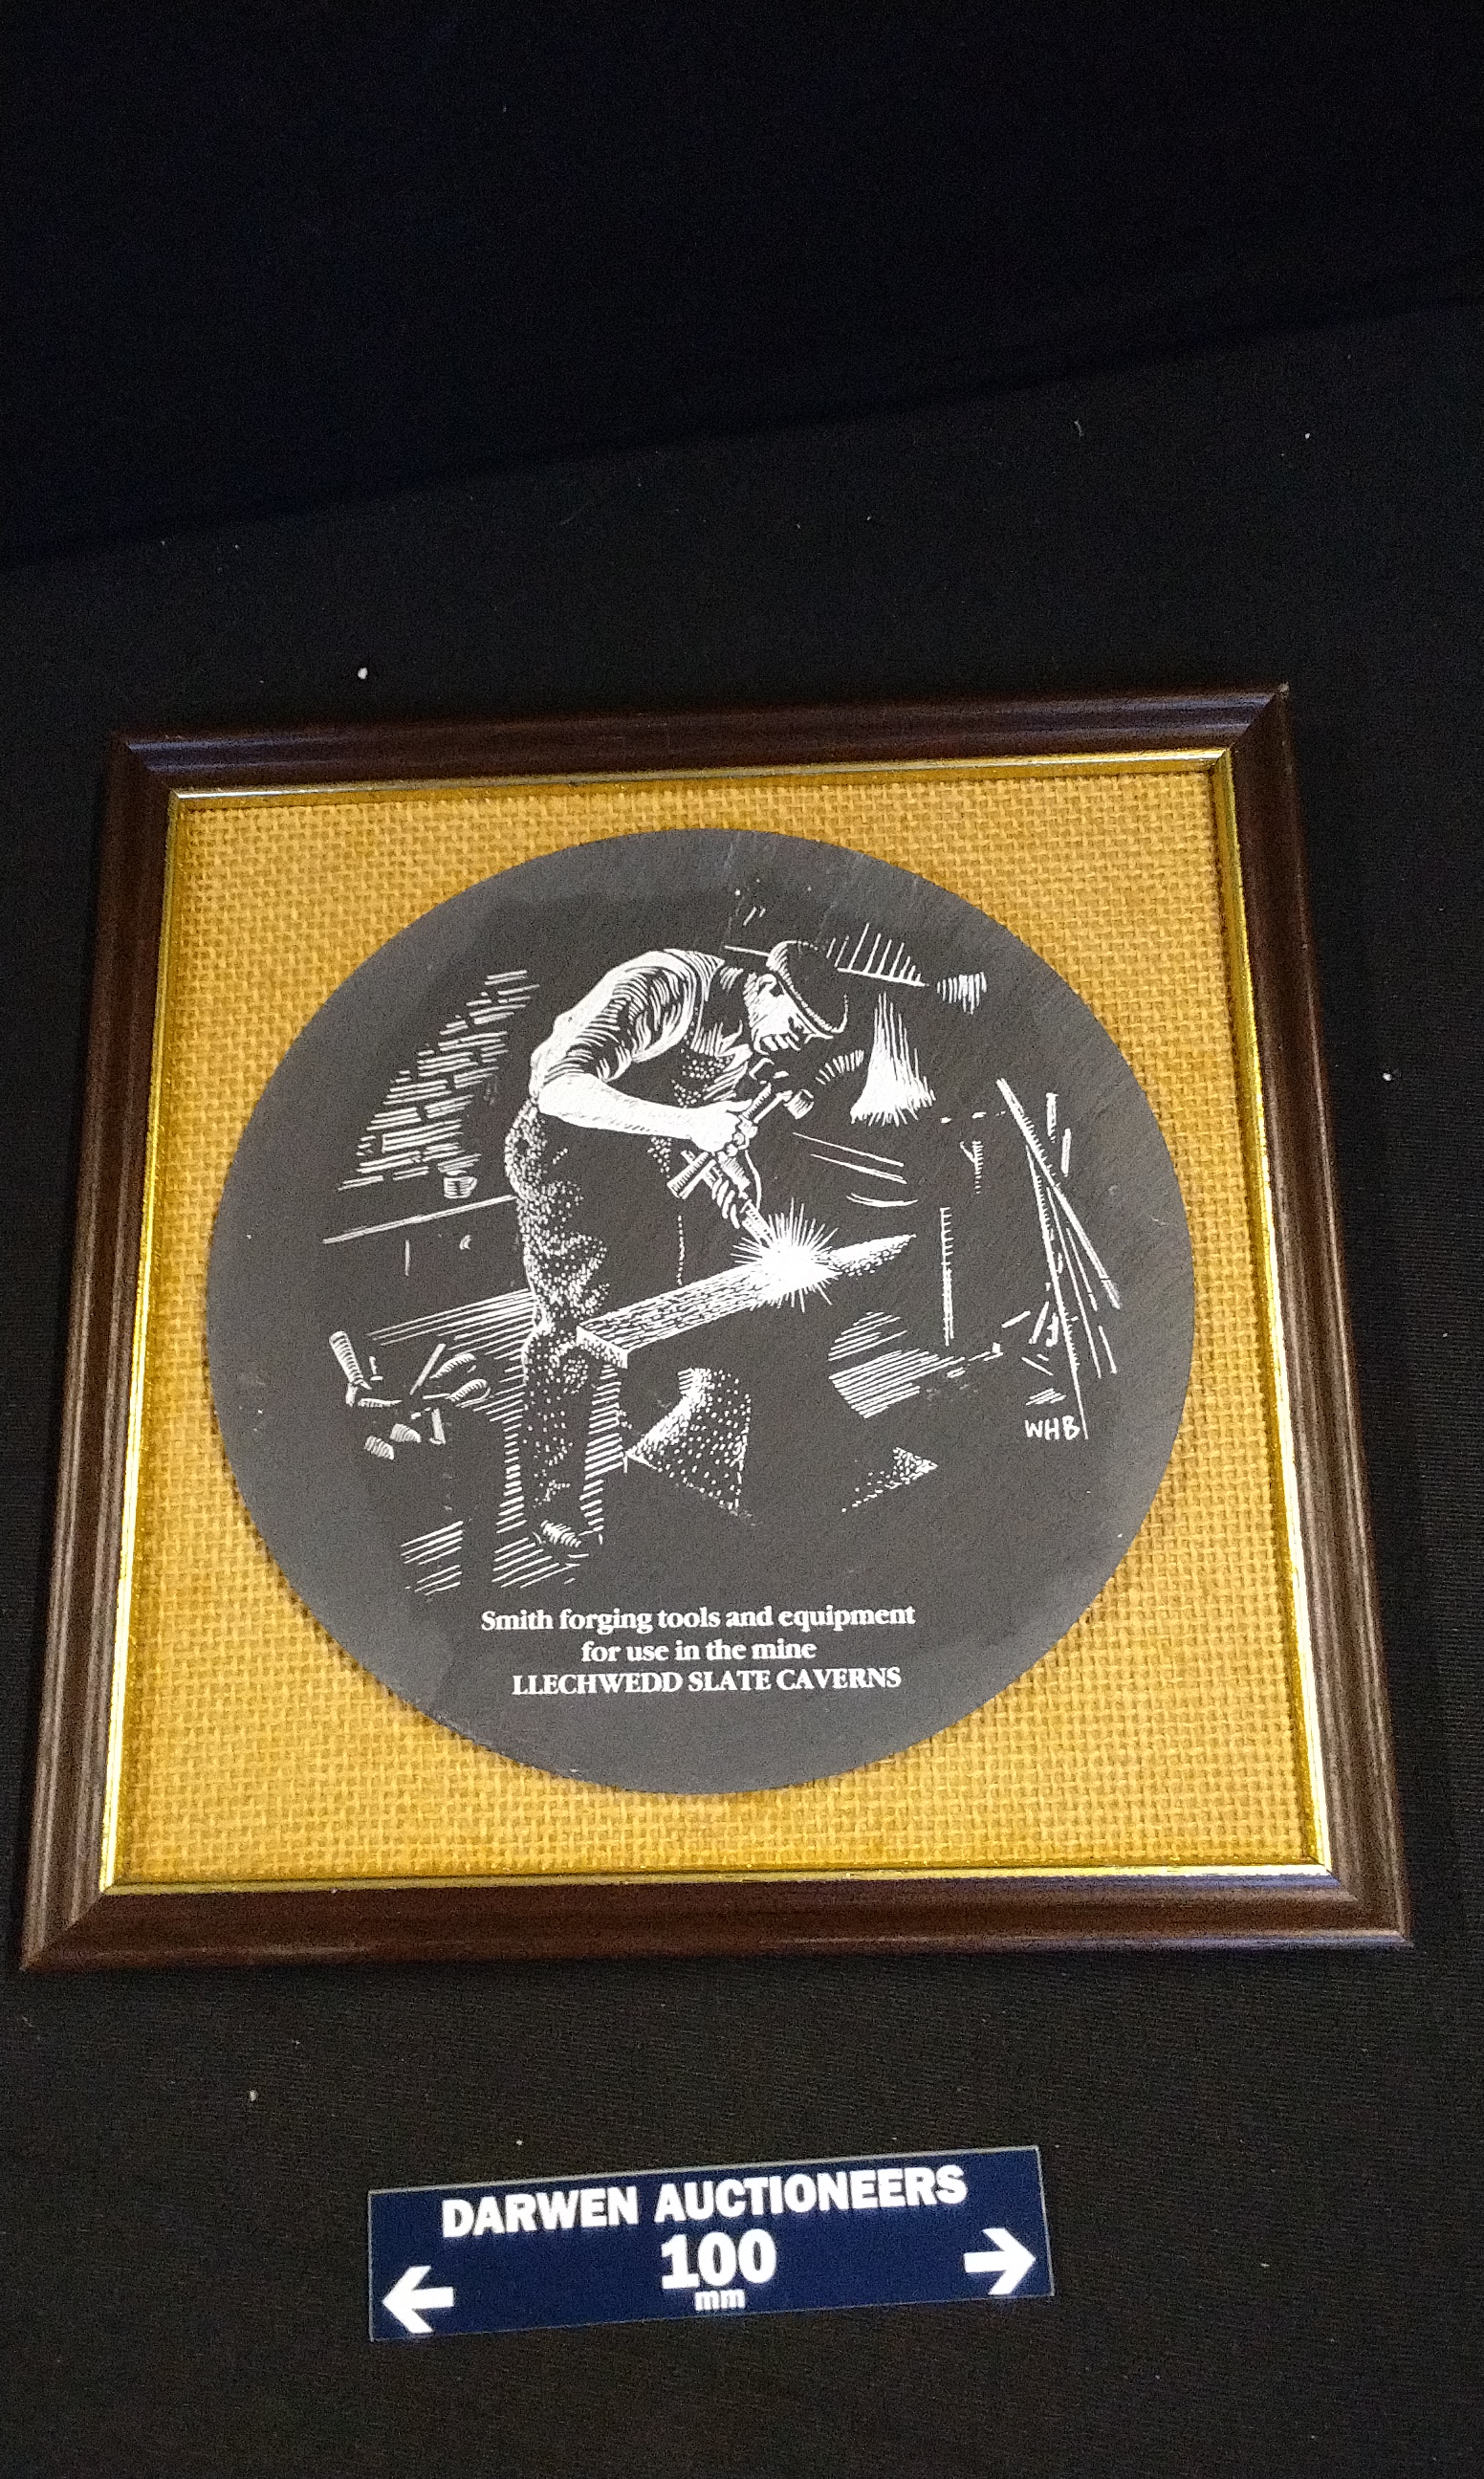 WHB
Smith forging tools and equipment
for use in the mine
LLECHWEDD SLATE CAVERNS
DARWEN AUCTIONEERS
100
mm